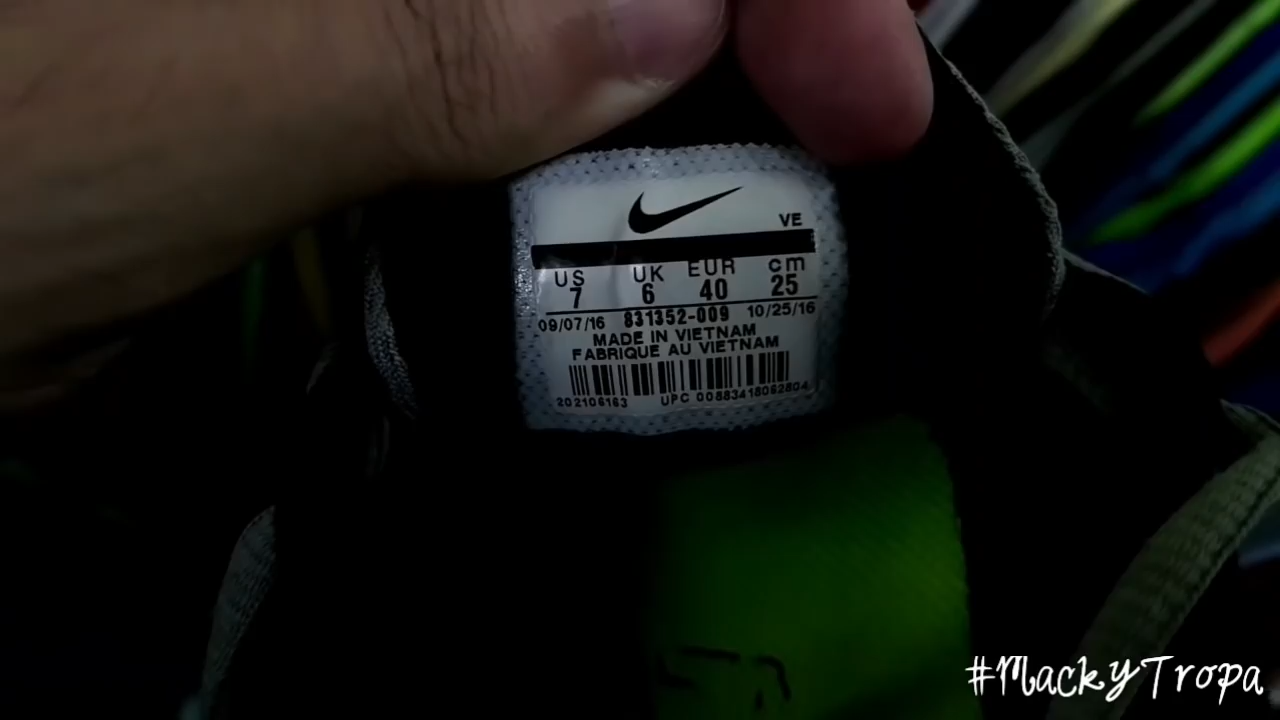 VE
US UK EUR cm
7 6 40 25
09/07/16 831352-009 10/25/16
MADE IN VIETNAM
FABRIQUE AU VIETNAM
202106163 UPC 00883418062804
#MackyTropa